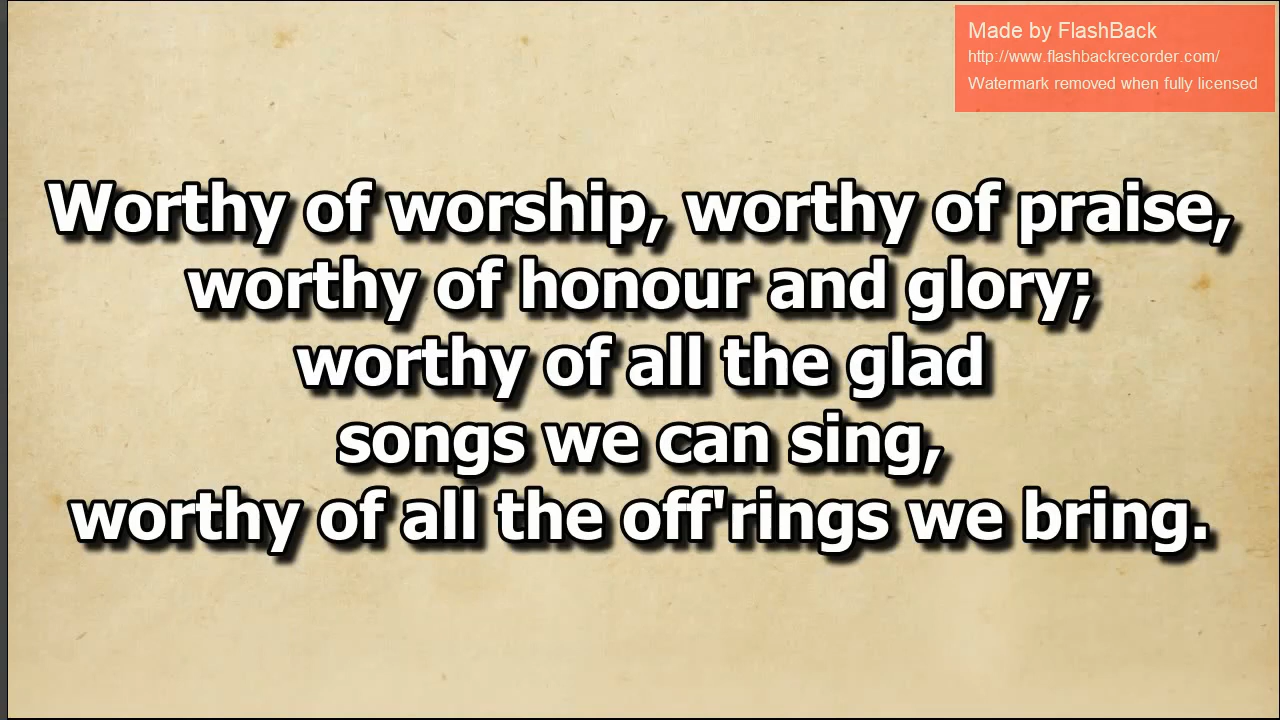 Made by FlashBack
http://www.flashbackrecorder.com/
Watermark removed when fully licensed
Worthy of worship, worthy of praise,
worthy of honour and glory;
worthy of all the glad
songs we can sing,
worthy of all the off'rings we bring.